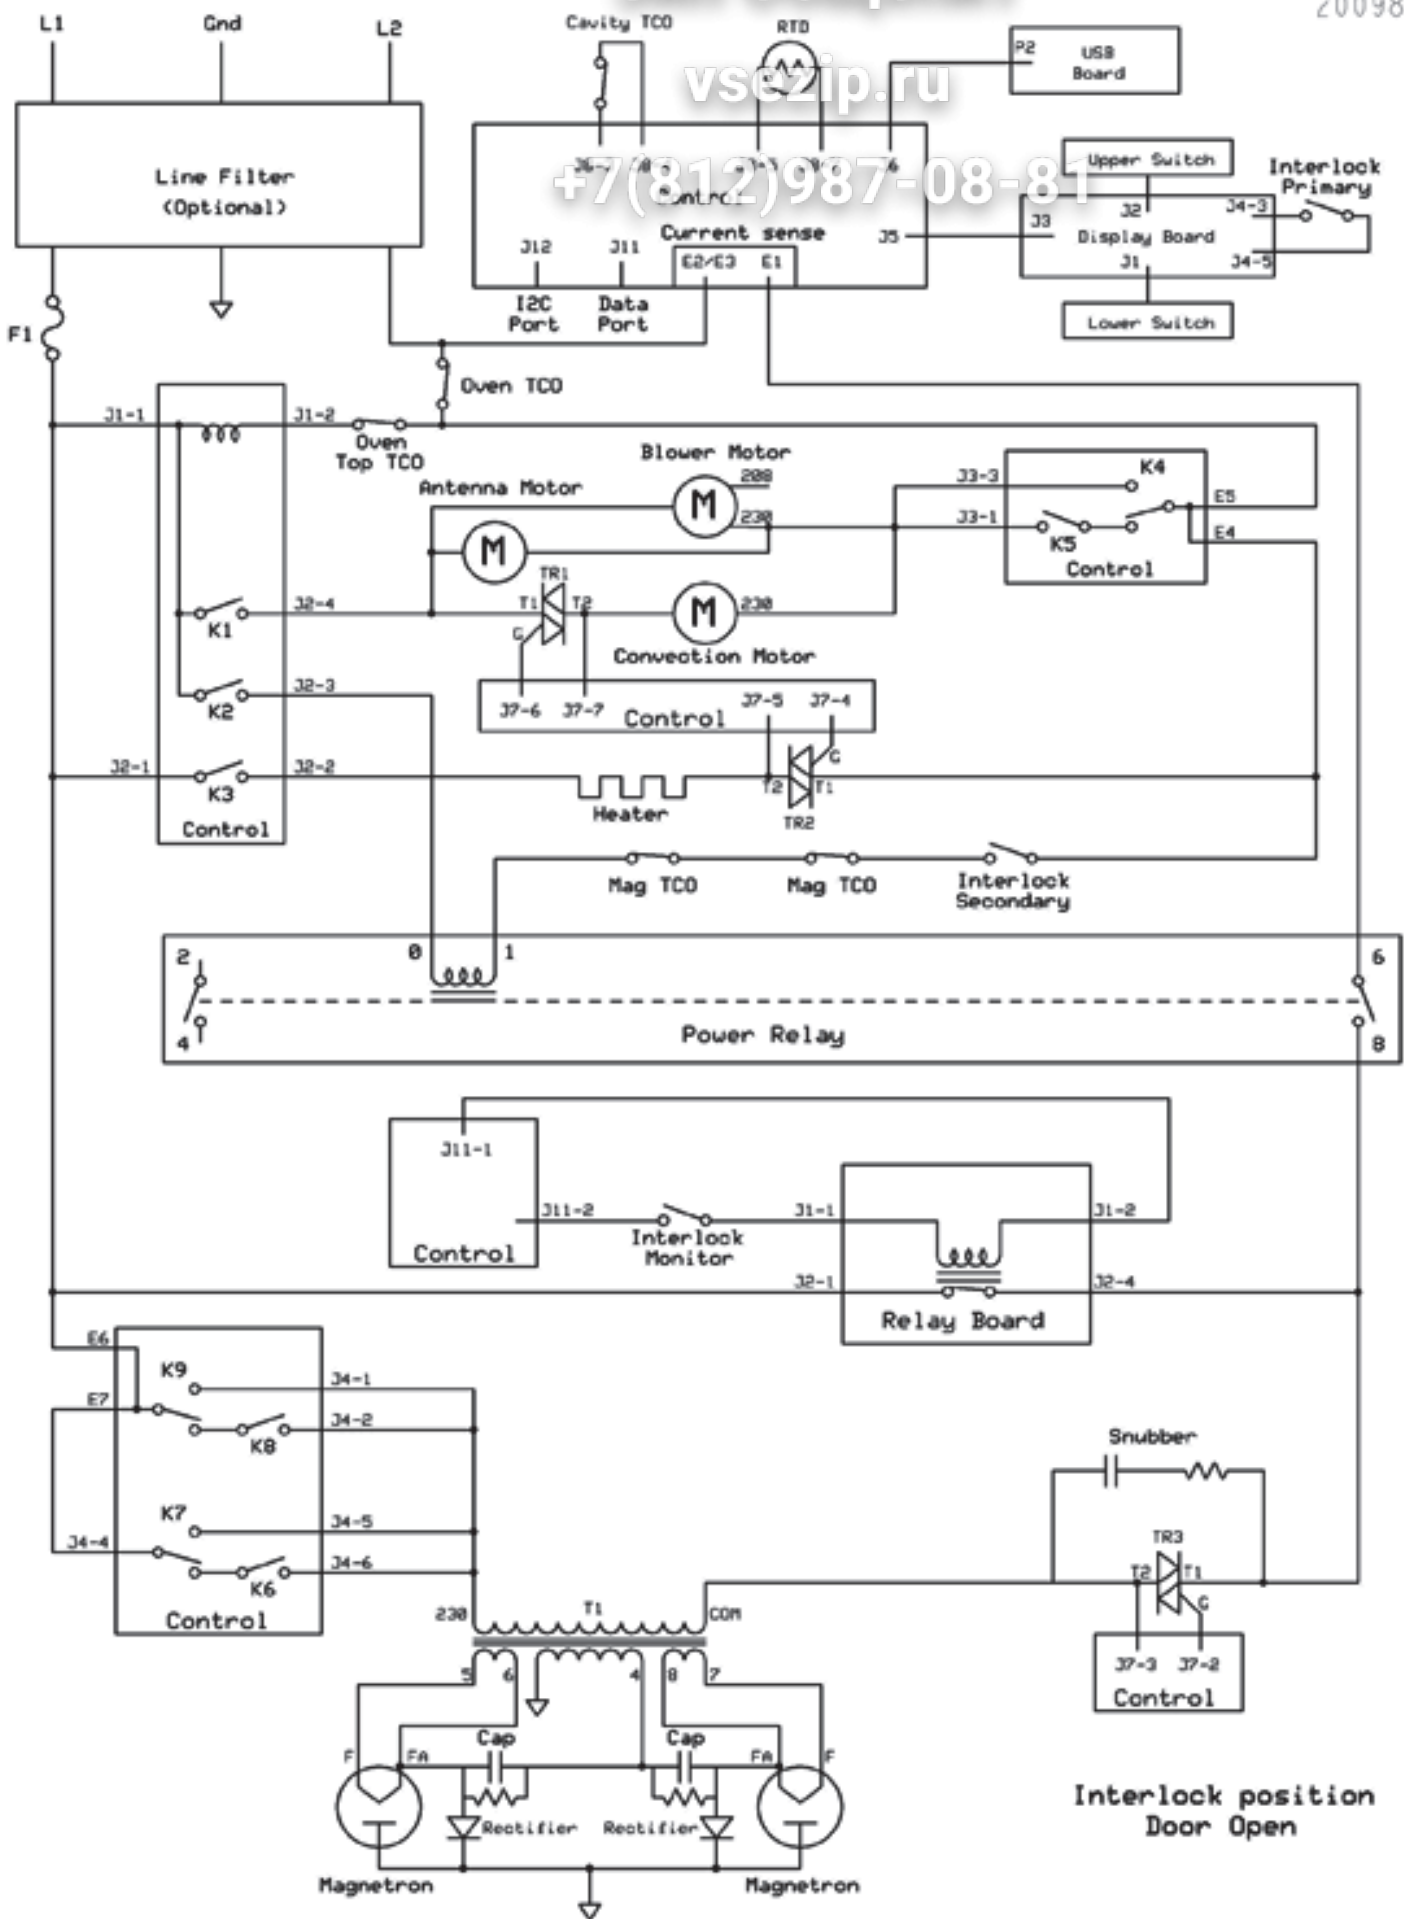 20098
L1
Gnd
L2
Cavity TCO
RTD
P2
USB
Board
vsezip.ru
+7(812)987-08-81
Line Filter
(Optional)
Control
Current sense
J12
J11
E2/E3
E1
J5
I2C
Port
Data
Port
Upper Switch
Interlock
Primary
J3
J2
J4-3
Display Board
J1
J4-5
Lower Switch
F1
Oven TCO
J1-1
J1-2
Oven
Top TCO
Blower Motor
208
Antenna Motor
M
230
M
J3-3
K4
E5
J3-1
K5
E4
Control
TR1
T1
T2
G
J2-4
K1
M
230
Convection Motor
J2-3
K2
J7-6
J7-7
Control
J7-5
J7-4
J2-1
K3
J2-2
Heater
T2
T1
G
TR2
Control
Mag TCO
Mag TCO
Interlock
Secondary
2
0
1
6
4
Power Relay
8
J11-1
J11-2
Control
Interlock
Monitor
J1-1
J1-2
J2-1
J2-4
Relay Board
E6
K9
J4-1
E7
K8
J4-2
K7
J4-5
J4-4
K6
J4-6
Control
Snubber
TR3
T2
T1
G
J7-3
J7-2
Control
230
T1
COM
5
6
4
8
7
Cap
Cap
F
FA
FA
F
Rectifier
Rectifier
Magnetron
Magnetron
Interlock position
Door Open